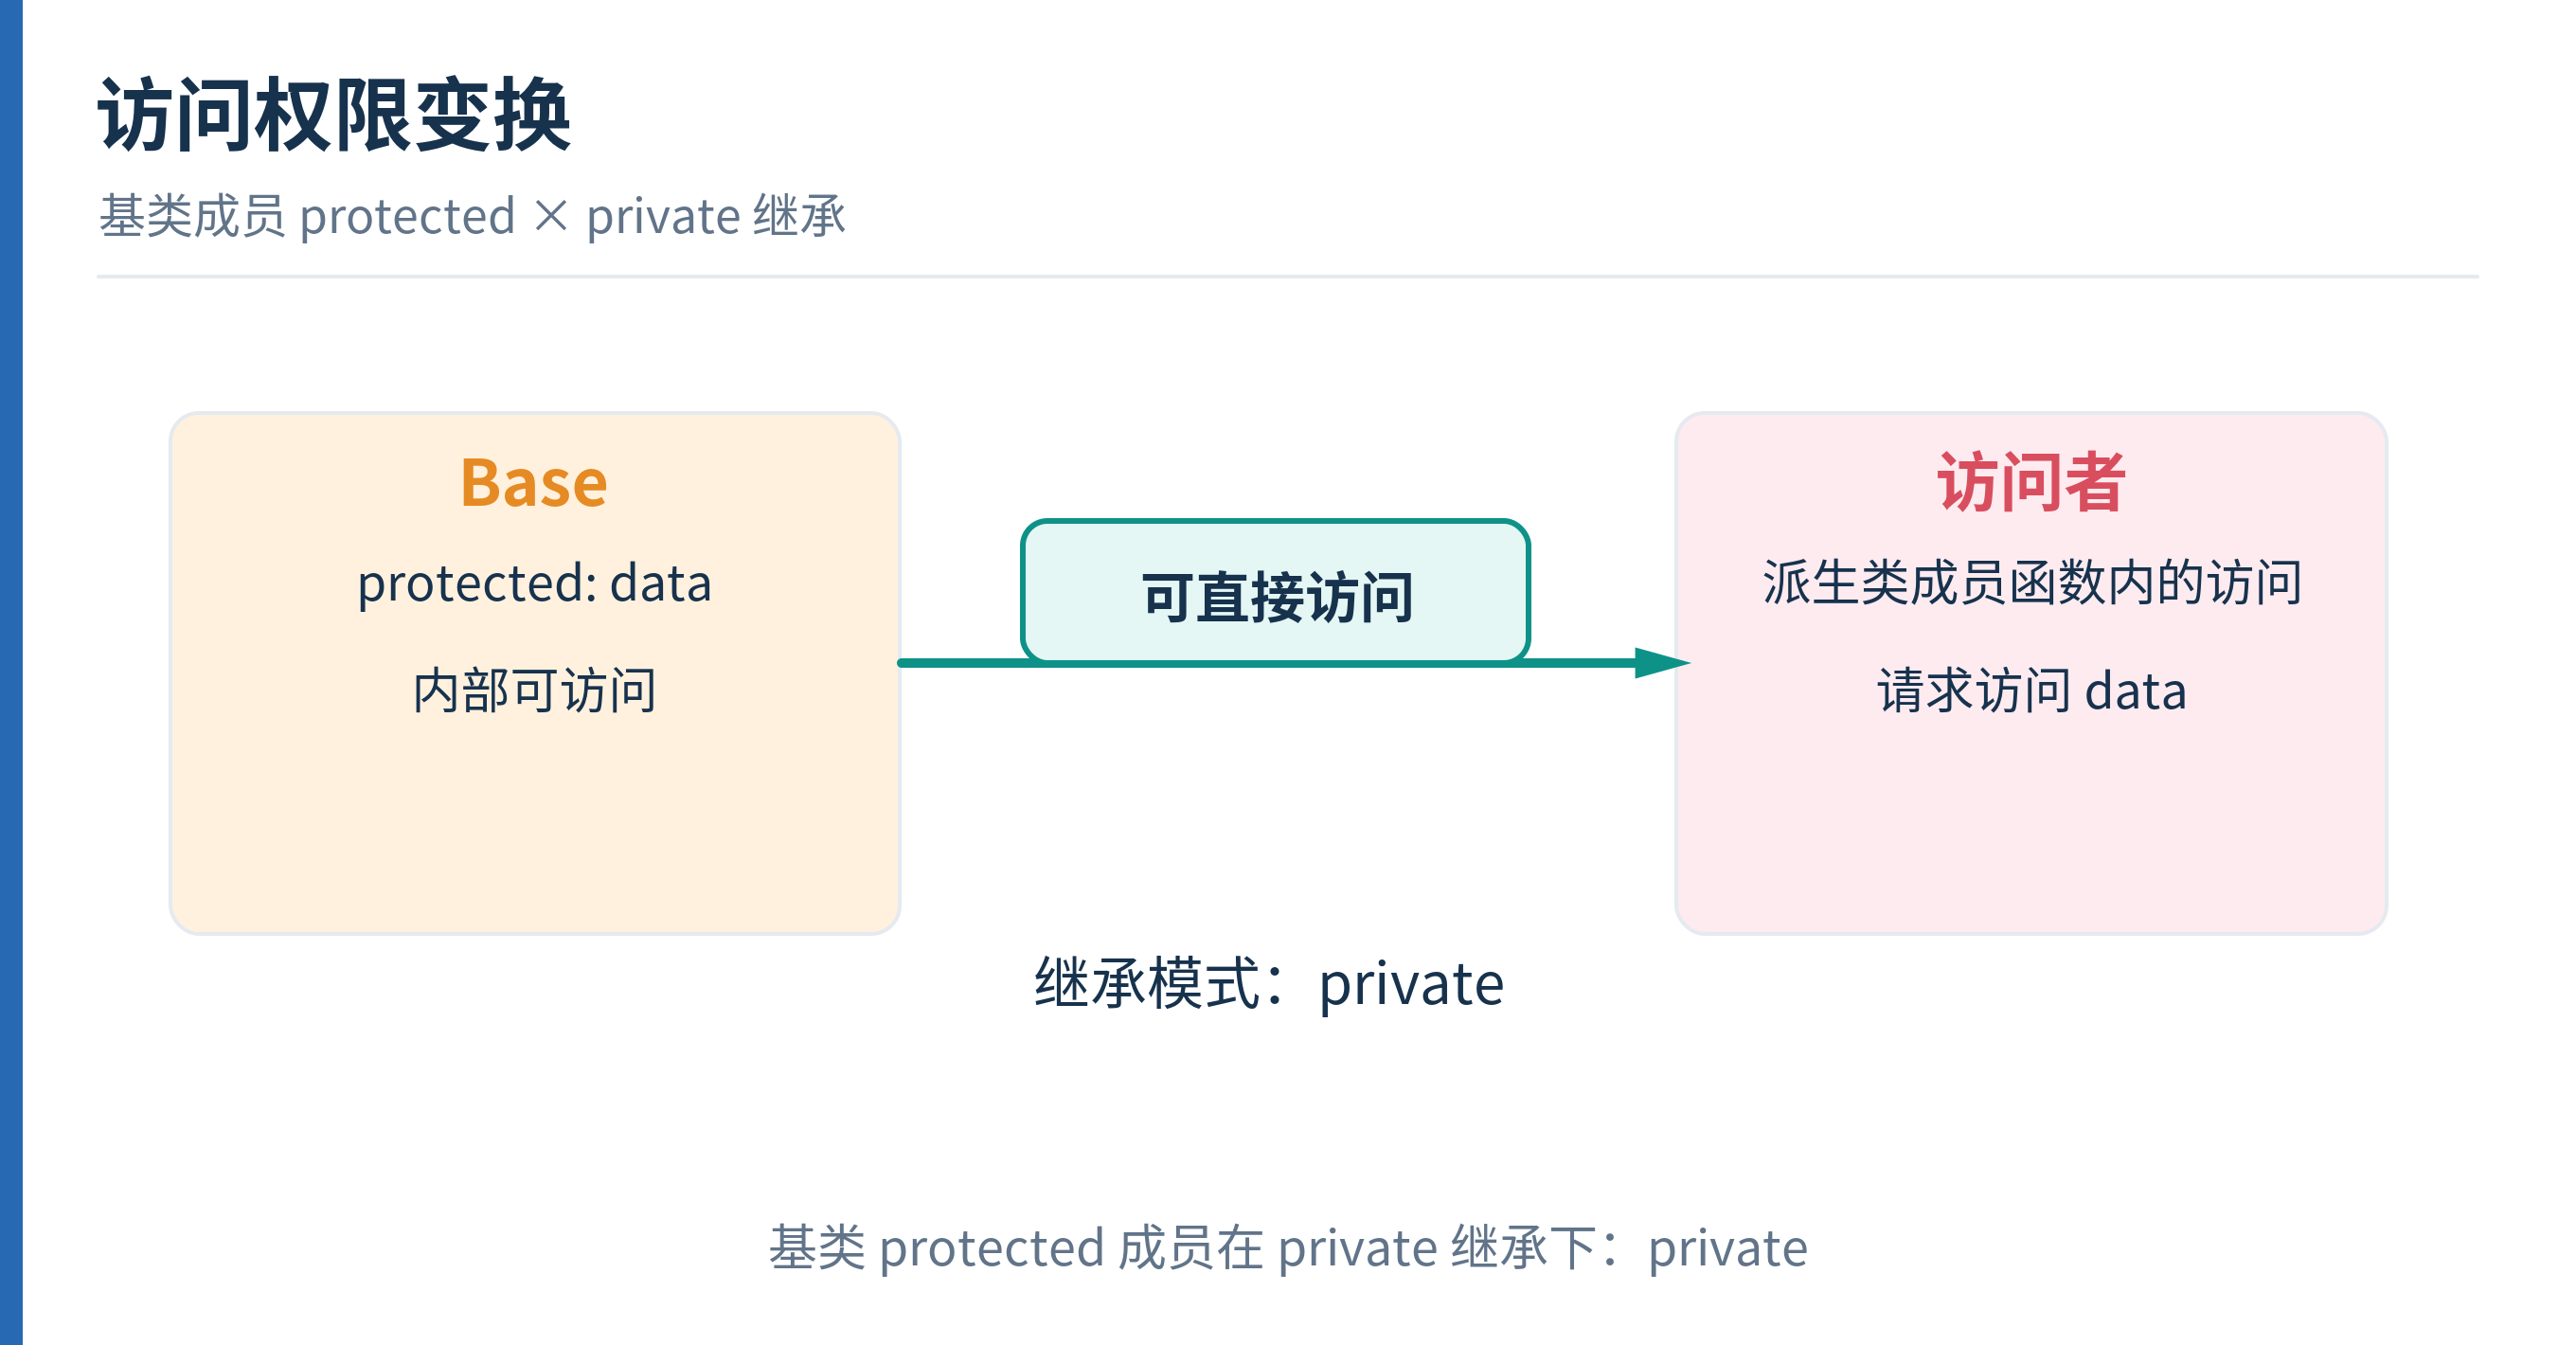 访问权限变换
基类成员 protected × private 继承
Base
protected: data
内部可访问
可直接访问
访问者
派生类成员函数内的访问
请求访问 data
继承模式：private
基类 protected 成员在 private 继承下：private